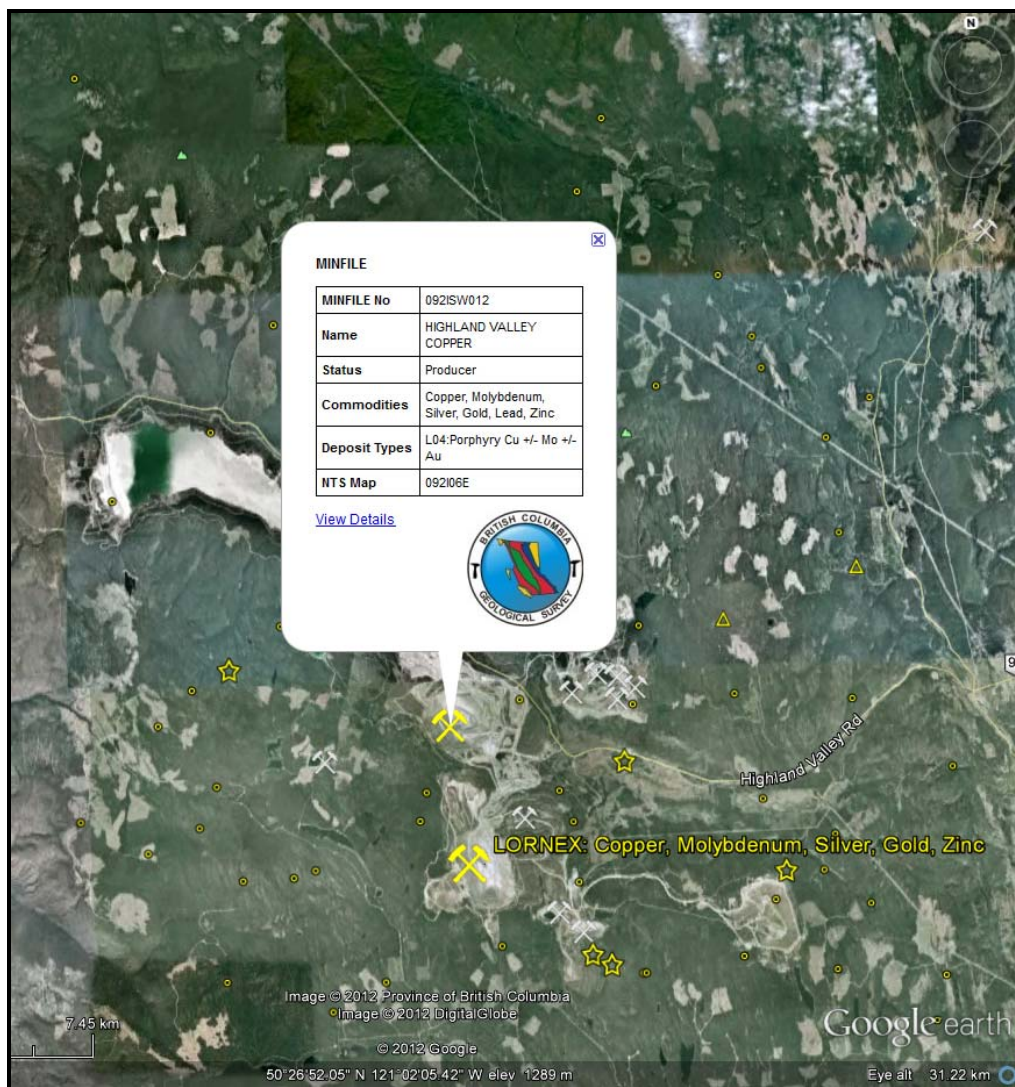 N
MINFILE
MINFILE No 092ISW012
Name HIGHLAND VALLEY
COPPER
Status Producer
Commodities Copper, Molybdenum,
Silver, Gold, Lead, Zinc
Deposit Types L04:Porphyry Cu +/- Mo +/-
Au
NTS Map 092I06E
View Details
BRITISH COLUMBIA
GEOLOGICAL SURVEY
9
Highland Valley Rd
LORNEX: Copper, Molybdenum, Silver, Gold, Zinc
Image © 2012 Province of British Columbia
Image © 2012 DigitalGlobe
7.45 km
Google earth
© 2012 Google
50°26'52.05" N 121°02'05.42" W elev 1289 m
Eye alt 31.22 km